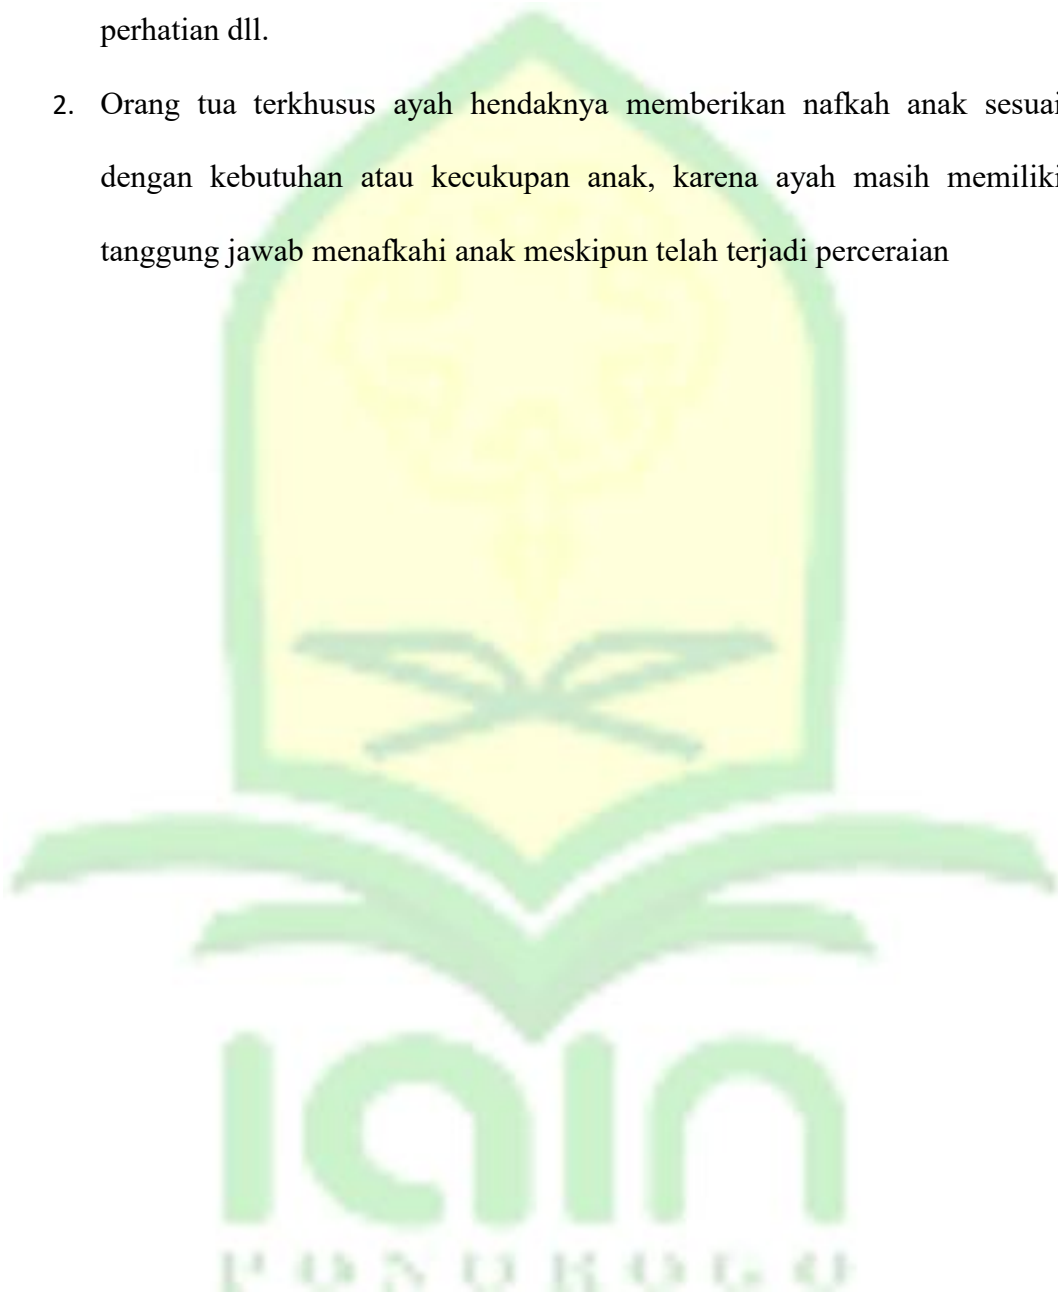 perhatian dll.
2. Orang tua terkhusus ayah hendaknya memberikan nafkah anak sesuai
dengan kebutuhan atau kecukupan anak, karena ayah masih memiliki
tanggung jawab menafkahi anak meskipun telah terjadi perceraian
iain
PONOROGO